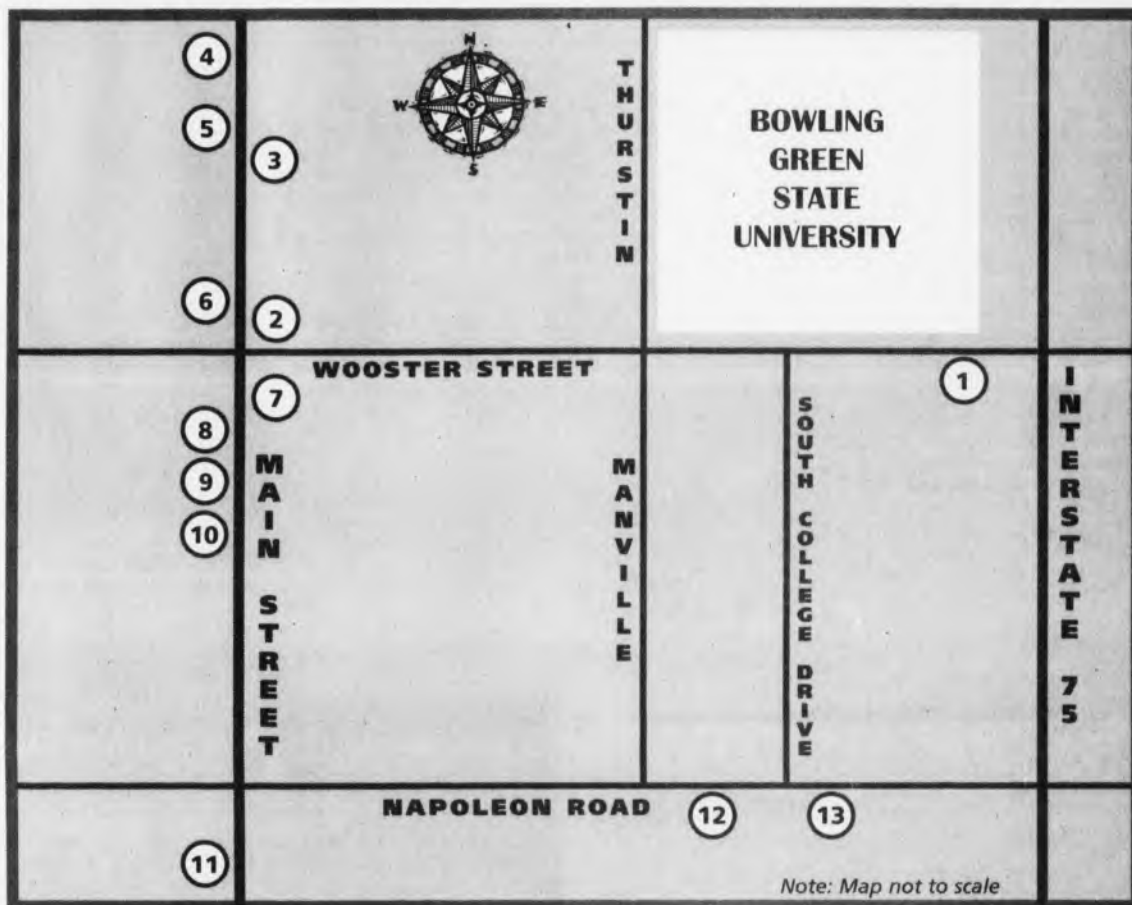 N
W
E
S
THURSTIN
BOWLING
GREEN
STATE
UNIVERSITY
4
5
3
6
2
WOOSTER STREET
1
7
8
9
10
MAIN STREET
MANVILLE
SOUTH COLLEGE DRIVE
INTERSTATE 75
NAPOLEON ROAD
12
13
11
Note: Map not to scale